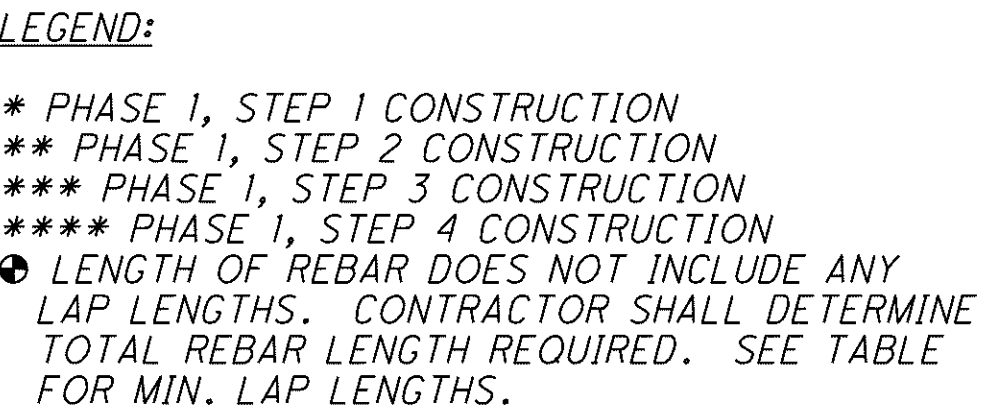 LEGEND:
* PHASE 1, STEP 1 CONSTRUCTION
** PHASE 1, STEP 2 CONSTRUCTION
*** PHASE 1, STEP 3 CONSTRUCTION
**** PHASE 1, STEP 4 CONSTRUCTION
LENGTH OF REBAR DOES NOT INCLUDE ANY
LAP LENGTHS. CONTRACTOR SHALL DETERMINE
TOTAL REBAR LENGTH REQUIRED. SEE TABLE
FOR MIN. LAP LENGTHS.